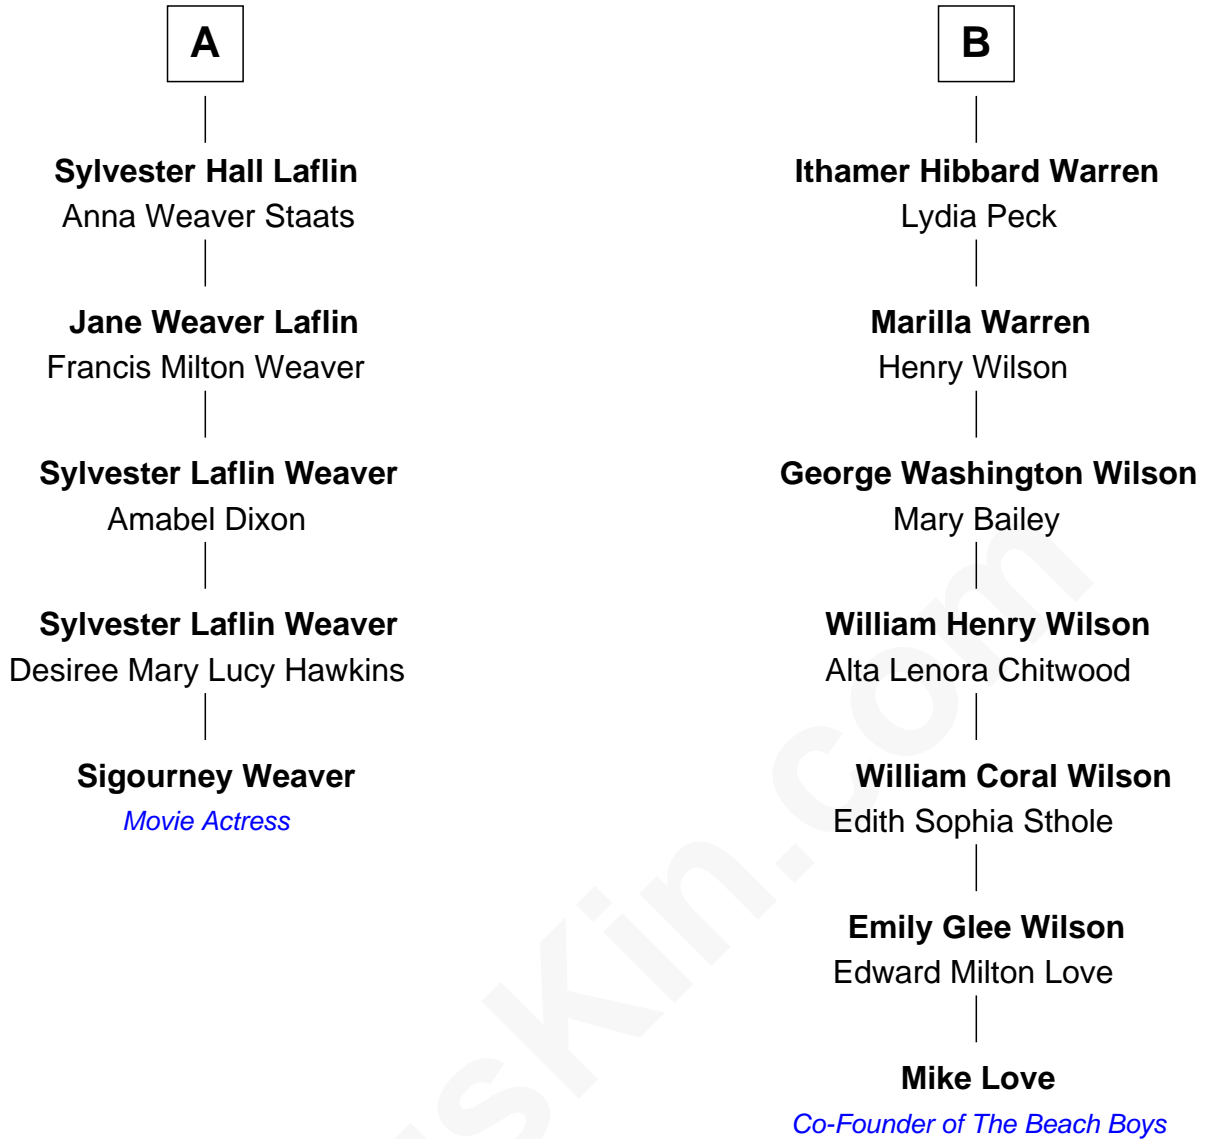 A
Sylvester Hall Laflin
Anna Weaver Staats
Jane Weaver Laflin
Francis Milton Weaver
Sylvester Laflin Weaver
Amabel Dixon
Sylvester Laflin Weaver
Desiree Mary Lucy Hawkins
Sigourney Weaver
Movie Actress
B
Ithamer Hibbard Warren
Lydia Peck
Marilla Warren
Henry Wilson
George Washington Wilson
Mary Bailey
William Henry Wilson
Alta Lenora Chitwood
William Coral Wilson
Edith Sophia Sthole
Emily Glee Wilson
Edward Milton Love
Mike Love
Co-Founder of The Beach Boys
sKin.com